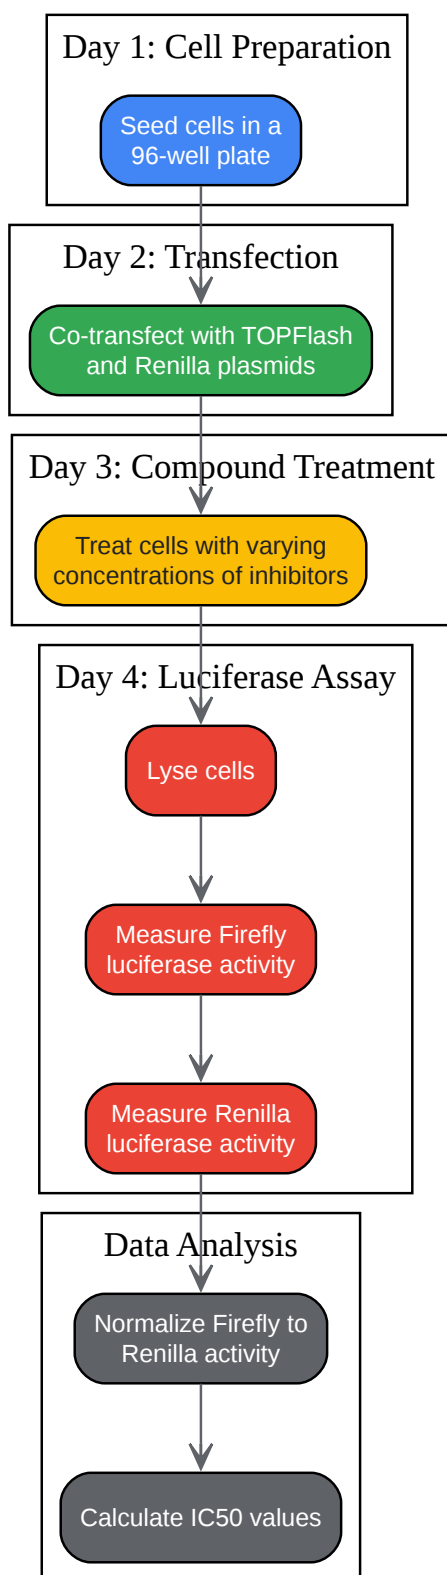 Day 1: Cell Preparation
Seed cells in a
96-well plate
Day 2: Transfection
Co-transfect with TOPFlash
and Renilla plasmids
Day 3: Compound Treatment
Treat cells with varying
concentrations of inhibitors
Day 4: Luciferase Assay
Lyse cells
Measure Firefly
luciferase activity
Measure Renilla
luciferase activity
Data Analysis
Normalize Firefly to
Renilla activity
Calculate IC50 values